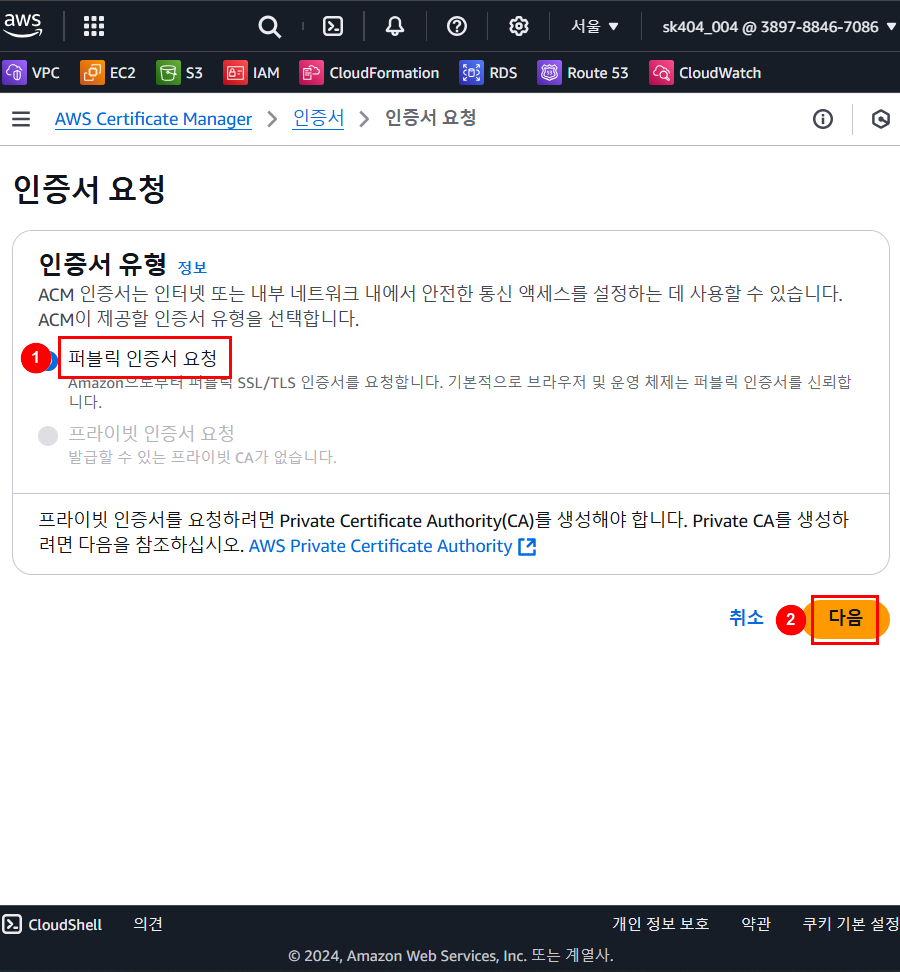 aws
서울 ▼ sk404_004 @ 3897-8846-7086 ▼
VPC EC2 S3 IAM CloudFormation RDS Route 53 CloudWatch
AWS Certificate Manager > 인증서 > 인증서 요청
인증서 요청
인증서 유형 정보
ACM 인증서는 인터넷 또는 내부 네트워크 내에서 안전한 통신 액세스를 설정하는 데 사용할 수 있습니다.
ACM이 제공할 인증서 유형을 선택합니다.
1 퍼블릭 인증서 요청
Amazon으로부터 퍼블릭 SSL/TLS 인증서를 요청합니다. 기본적으로 브라우저 및 운영 체제는 퍼블릭 인증서를 신뢰합
니다.
프라이빗 인증서 요청
발급할 수 있는 프라이빗 CA가 없습니다.
프라이빗 인증서를 요청하려면 Private Certificate Authority(CA)를 생성해야 합니다. Private CA를 생성하
려면 다음을 참조하십시오. AWS Private Certificate Authority
취소 2 다음
CloudShell 의견 개인 정보 보호 약관 쿠키 기본 설정
© 2024, Amazon Web Services, Inc. 또는 계열사.